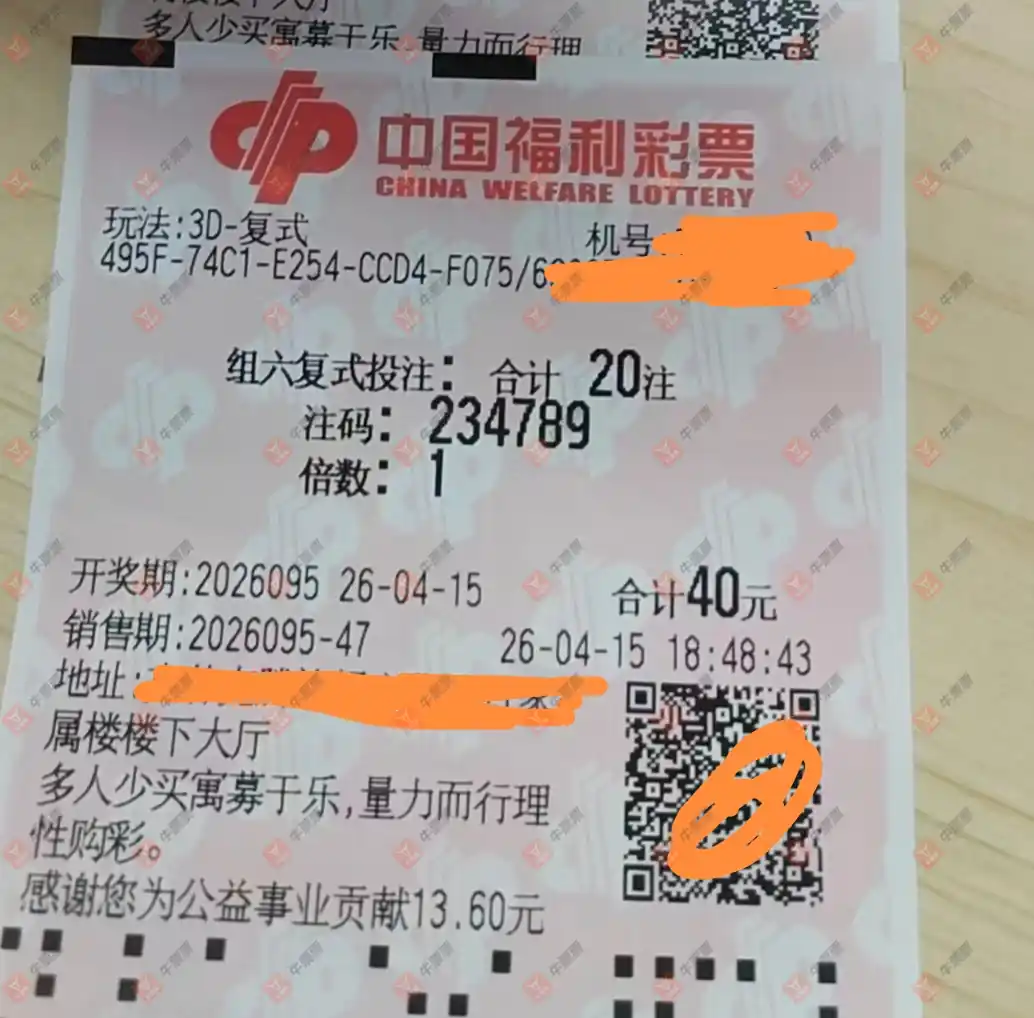 多人少买寓募于乐,量力而行理
中国福利彩票
CHINA WELFARE LOTTERY
玩法:3D-复式
机号
495F-74C1-E254-CCD4-F075/6
组六复式投注: 合计 20注
注码: 234789
倍数: 1
开奖期:2026095 26-04-15 合计40元
销售期:2026095-47 26-04-15 18:48:43
地址:
属楼楼下大厅
多人少买寓募于乐,量力而行理
性购彩。
感谢您为公益事业贡献13.60元